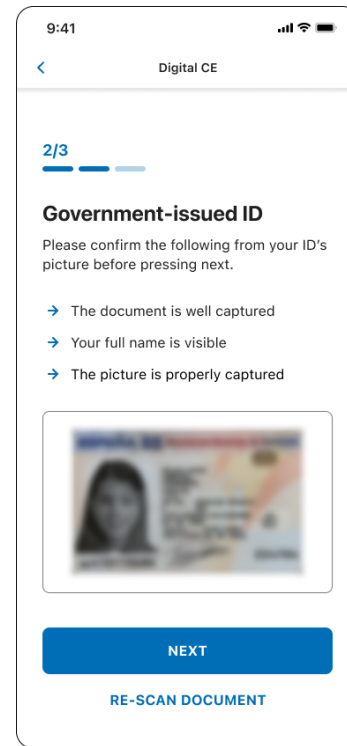 9:41
Digital CE
2/3
Government-issued ID
Please confirm the following from your ID's
picture before pressing next.
→ The document is well captured
→ Your full name is visible
→ The picture is properly captured
NEXT
RE-SCAN DOCUMENT